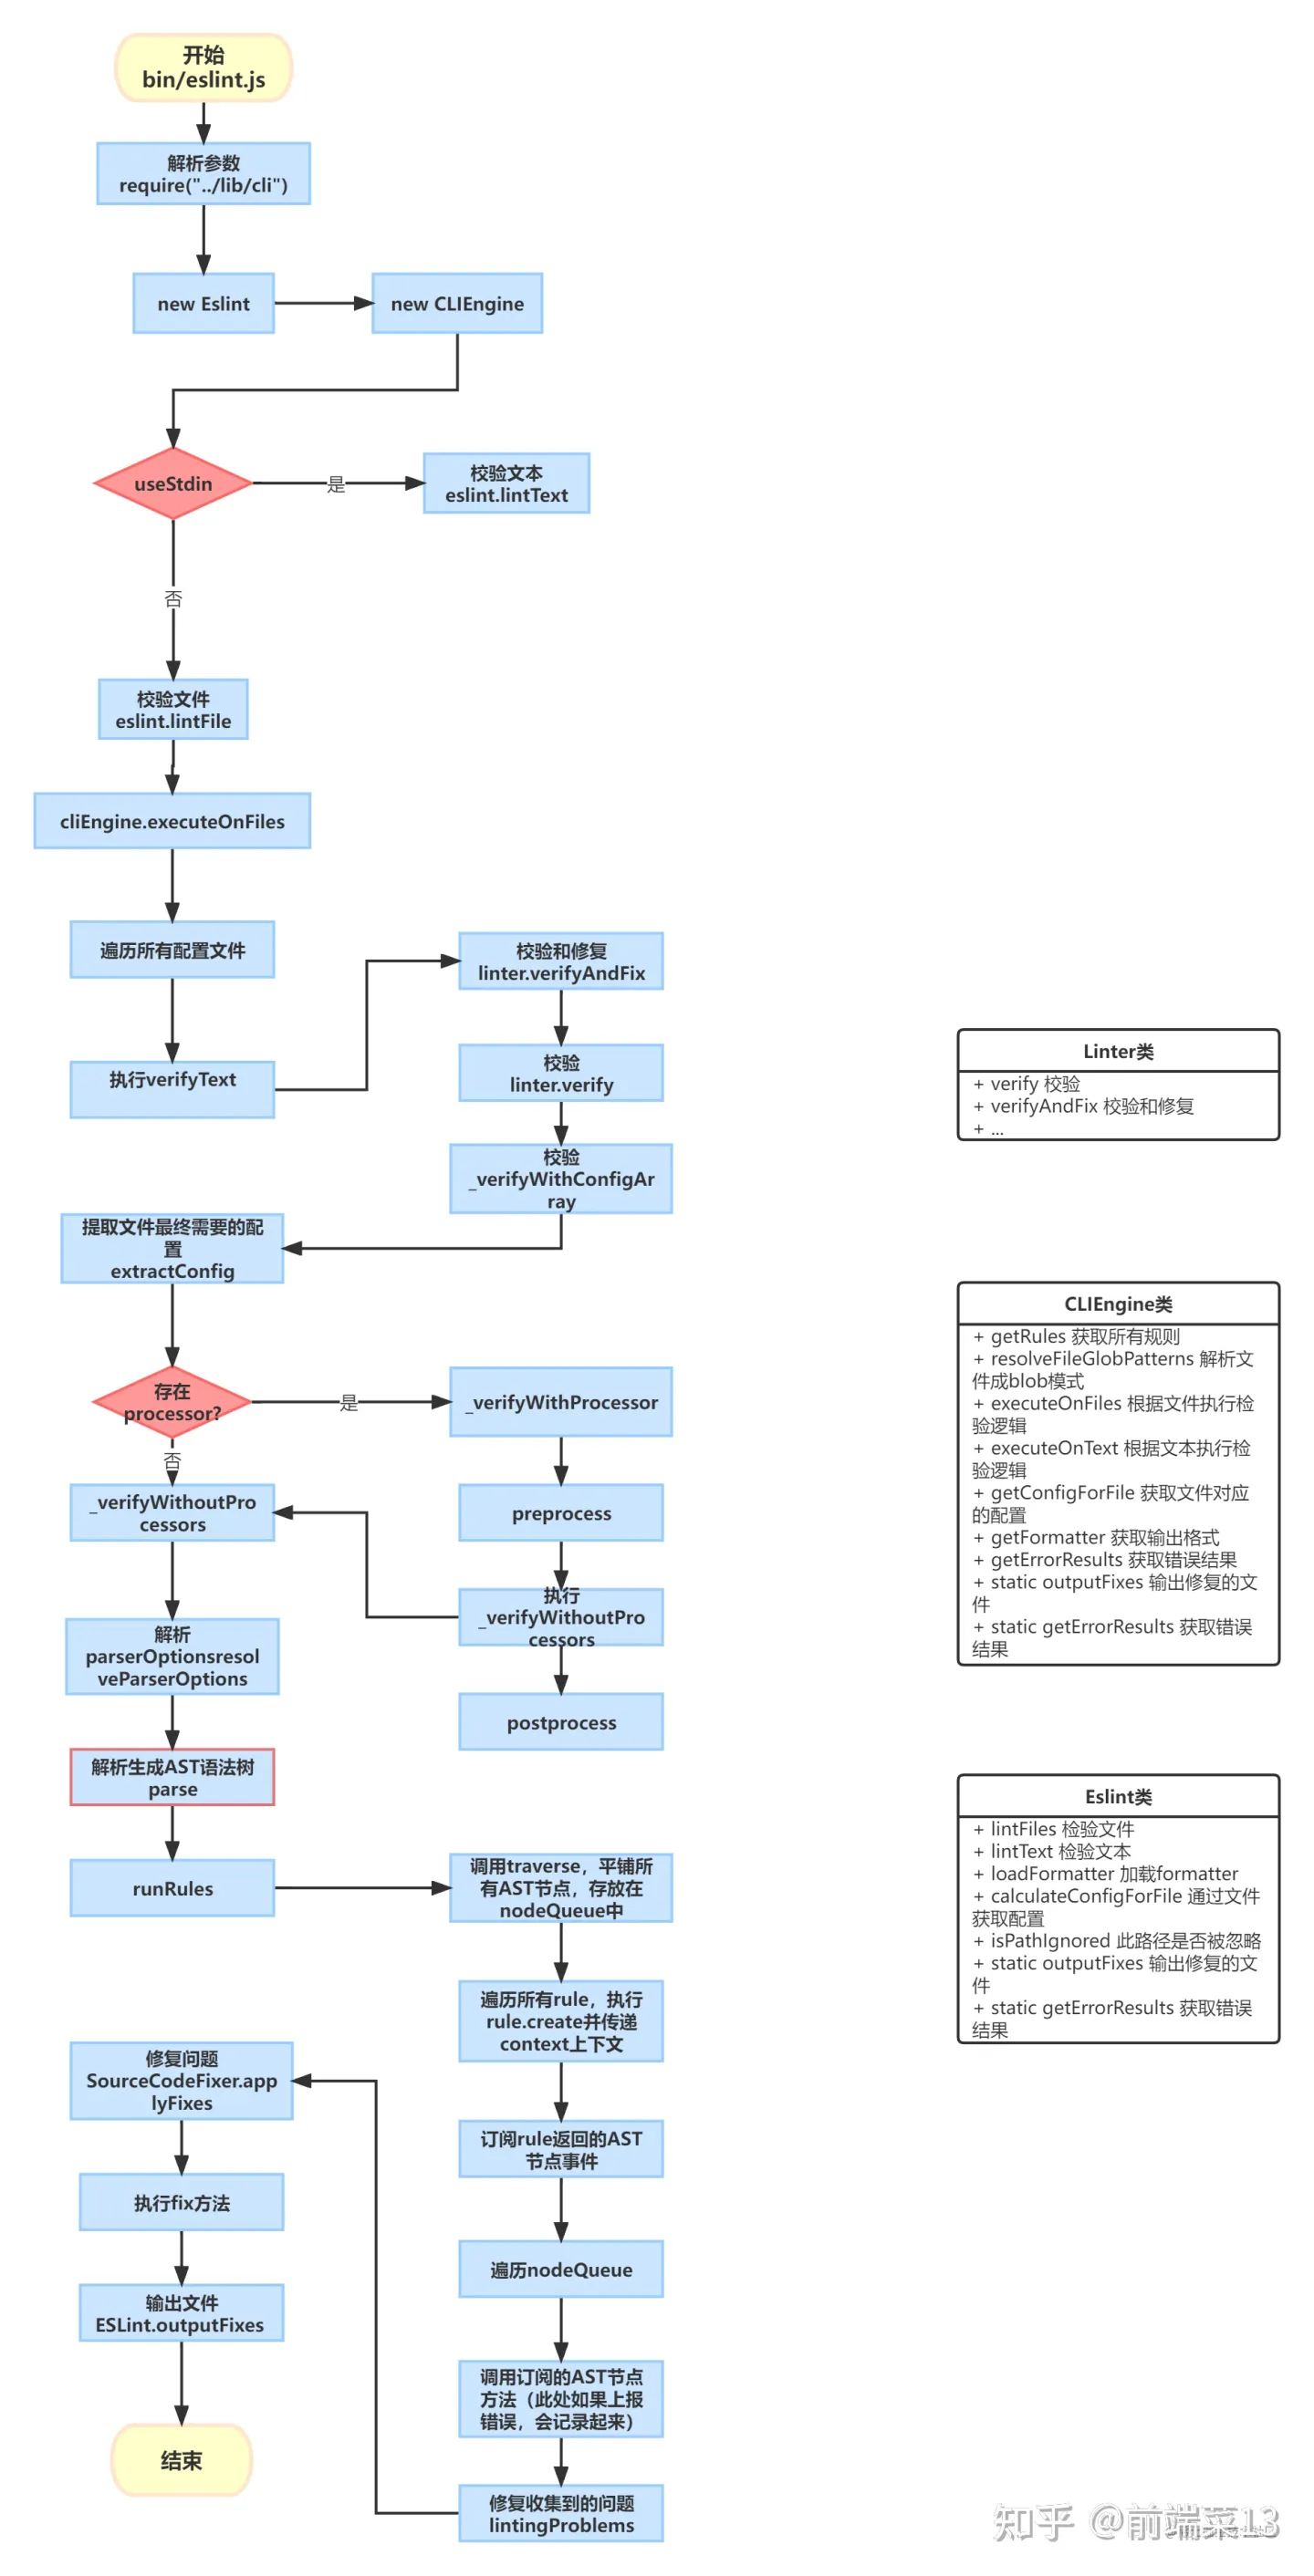 开始
bin/eslint.js
解析参数
require("../lib/cli")
new Eslint
new CLIEngine
useStdin
是
校验文本
eslint.lintText
否
校验文件
eslint.lintFile
cliEngine.executeOnFiles
遍历所有配置文件
执行verifyText
校验和修复
linter.verifyAndFix
校验
linter.verify
校验
_verifyWithConfigAr
ray
提取文件最终需要的配
置
extractConfig
存在
processor?
是
否
_verifyWithProcessor
preprocess
执行
_verifyWithoutPro
cessors
postprocess
_verifyWithoutPro
cessors
解析
parserOptionsresol
veParserOptions
解析生成AST语法树
parse
runRules
调用traverse，平铺所
有AST节点，存放在
nodeQueue中
遍历所有rule，执行
rule.create并传递
context上下文
订阅rule返回的AST
节点事件
遍历nodeQueue
调用订阅的AST节点
方法（此处如果上报
错误，会记录起来）
修复收集到的问题
lintingProblems
修复问题
SourceCodeFixer.app
lyFixes
执行fix方法
输出文件
ESLint.outputFixes
结束
Linter类
+ verify 校验
+ verifyAndFix 校验和修复
+ ...
CLIEngine类
+ getRules 获取所有规则
+ resolveFileGlobPatterns 解析文
件成blob模式
+ executeOnFiles 根据文件执行检
验逻辑
+ executeOnText 根据文本执行检
验逻辑
+ getConfigForFile 获取文件对应
的配置
+ getFormatter 获取输出格式
+ getErrorResults 获取错误结果
+ static outputFixes 输出修复的文
件
+ static getErrorResults 获取错误
结果
Eslint类
+ lintFiles 检验文件
+ lintText 检验文本
+ loadFormatter 加载formatter
+ calculateConfigForFile 通过文件
获取配置
+ isPathIgnored 此路径是否被忽略
+ static outputFixes 输出修复的文
件
+ static getErrorResults 获取错误
结果
知乎 @前端菜13